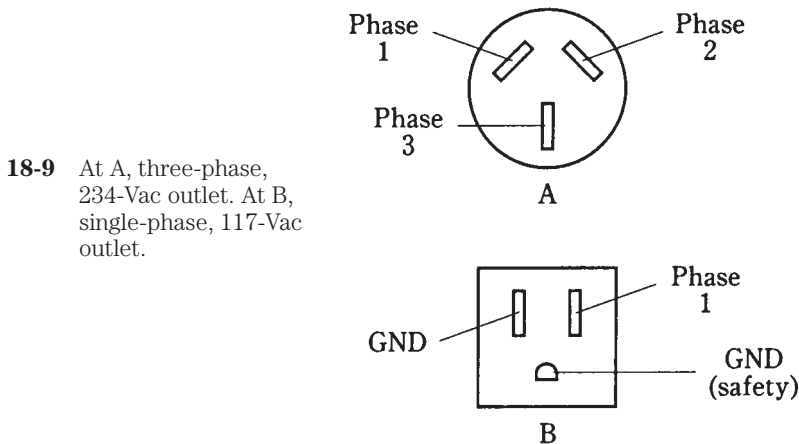 Phase
1
Phase
2
Phase
3
A
18-9 At A, three-phase,
234-Vac outlet. At B,
single-phase, 117-Vac
outlet.
Phase
1
GND
GND
(safety)
B